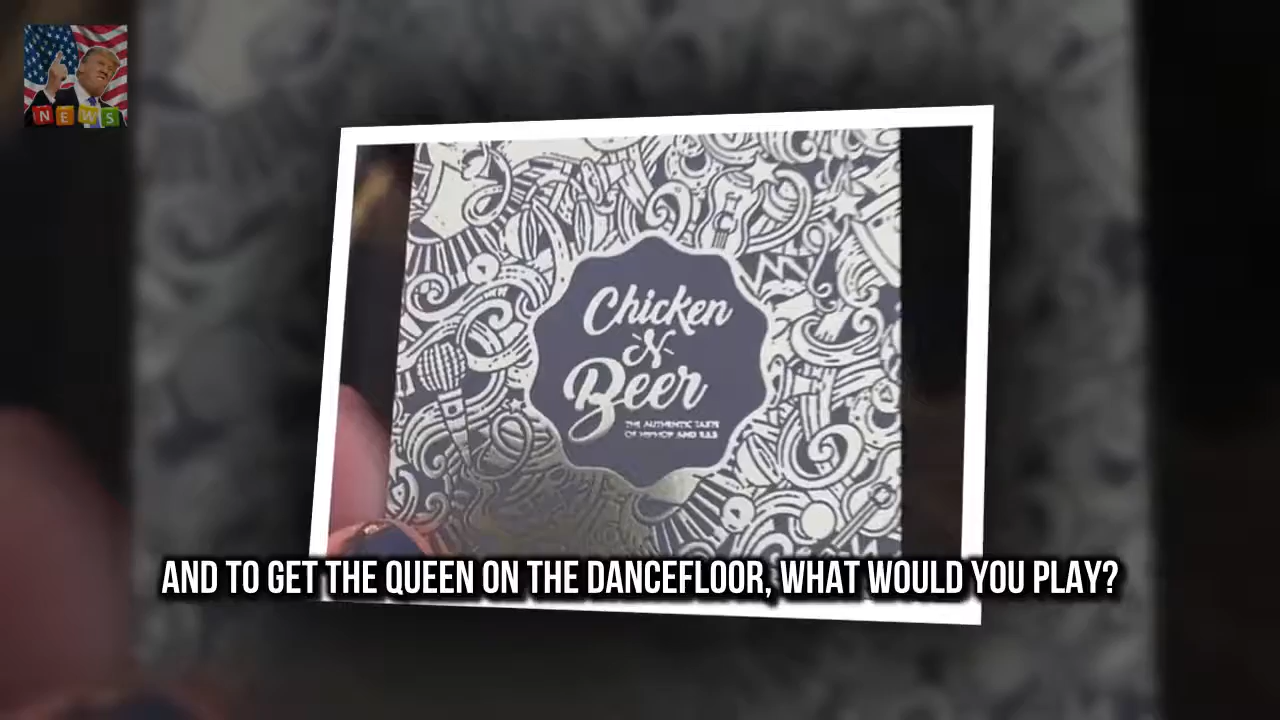 NEWS
Chicken
N
Beer
THE AUTHENTIC TASTE
OF HIPHOP AND R&B
AND TO GET THE QUEEN ON THE DANCEFLOOR, WHAT WOULD YOU PLAY?